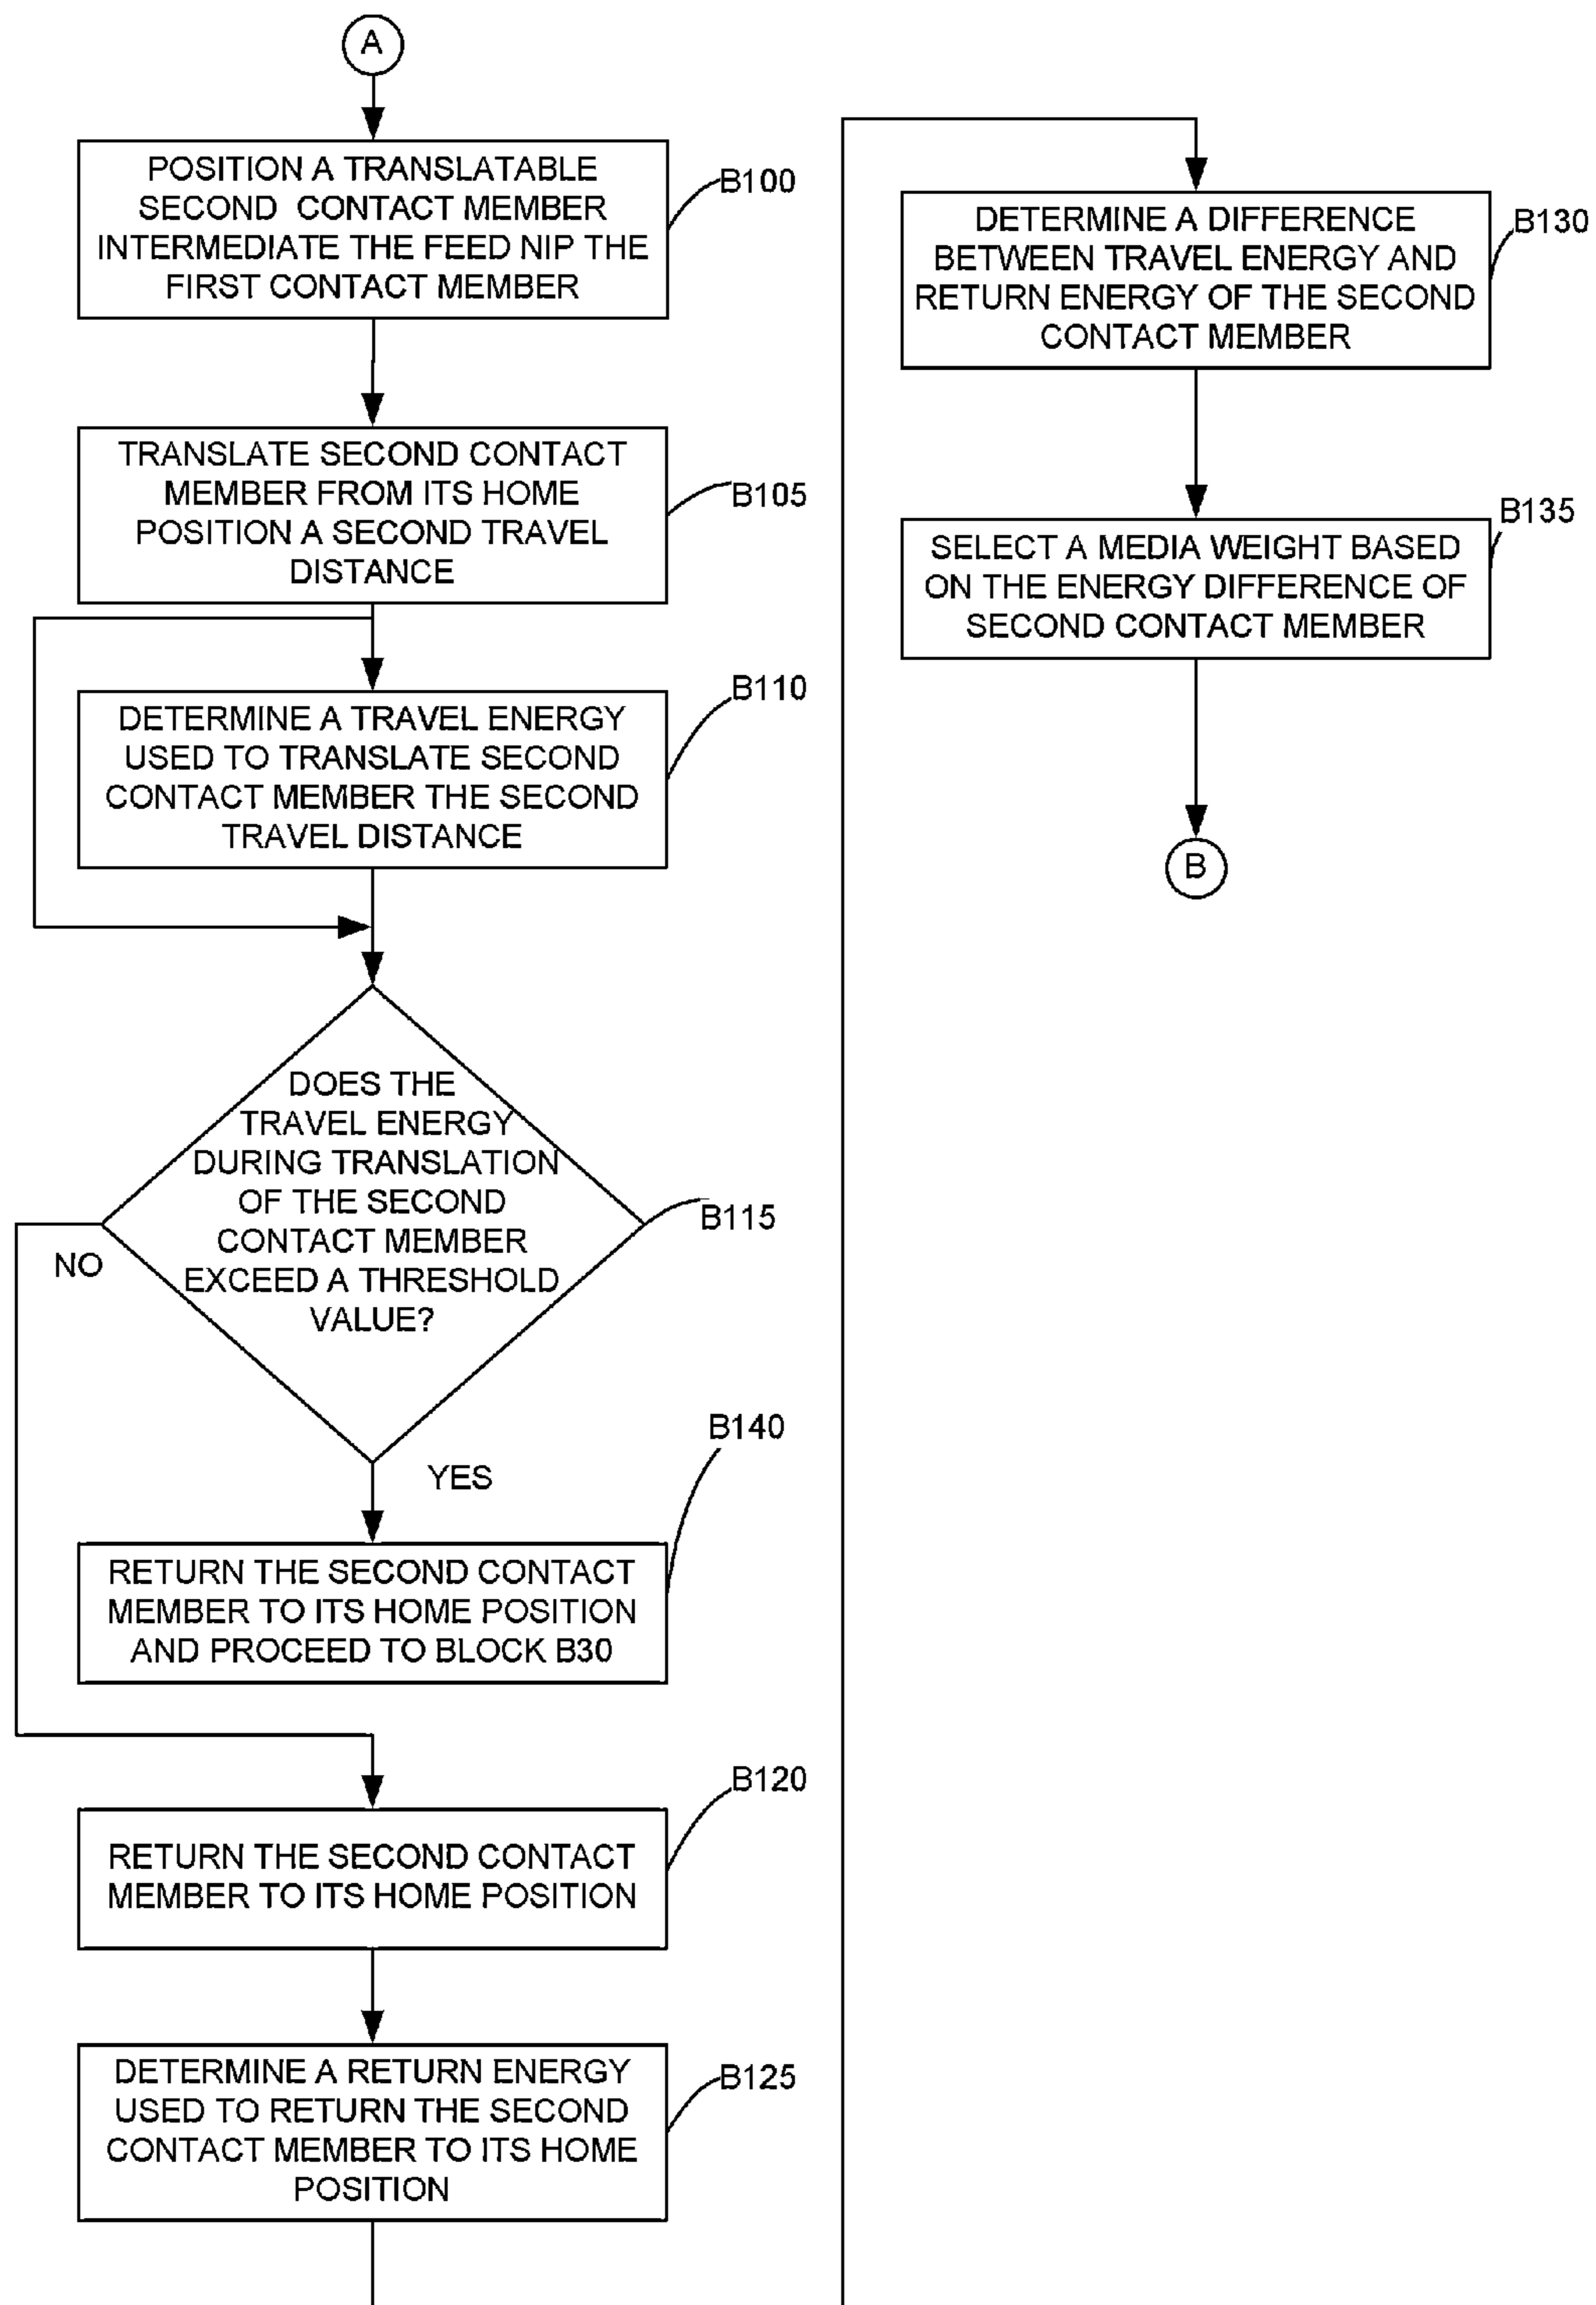 A
POSITION A TRANSLATABLE
SECOND CONTACT MEMBER
INTERMEDIATE THE FEED NIP THE
FIRST CONTACT MEMBER
B100
TRANSLATE SECOND CONTACT
MEMBER FROM ITS HOME
POSITION A SECOND TRAVEL
DISTANCE
B105
DETERMINE A TRAVEL ENERGY
USED TO TRANSLATE SECOND
CONTACT MEMBER THE SECOND
TRAVEL DISTANCE
B110
DOES THE
TRAVEL ENERGY
DURING TRANSLATION
OF THE SECOND
CONTACT MEMBER
EXCEED A THRESHOLD
VALUE?
B115
NO
YES
B140
RETURN THE SECOND CONTACT
MEMBER TO ITS HOME POSITION
AND PROCEED TO BLOCK B30
B120
RETURN THE SECOND CONTACT
MEMBER TO ITS HOME POSITION
DETERMINE A RETURN ENERGY
USED TO RETURN THE SECOND
CONTACT MEMBER TO ITS HOME
POSITION
B125
DETERMINE A DIFFERENCE
BETWEEN TRAVEL ENERGY AND
RETURN ENERGY OF THE SECOND
CONTACT MEMBER
B130
SELECT A MEDIA WEIGHT BASED
ON THE ENERGY DIFFERENCE OF
SECOND CONTACT MEMBER
B135
B